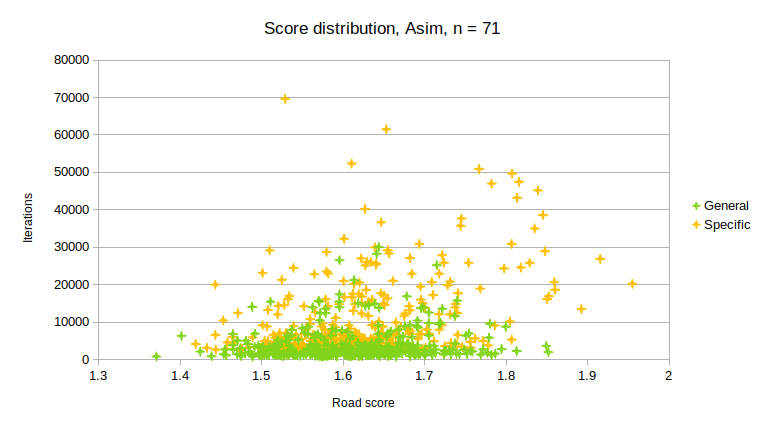 Score distribution, Asim, n = 71
80000
70000
60000
50000
40000
30000
20000
10000
0
Iterations
1.3 1.4 1.5 1.6 1.7 1.8 1.9 2
Road score
General
Specific